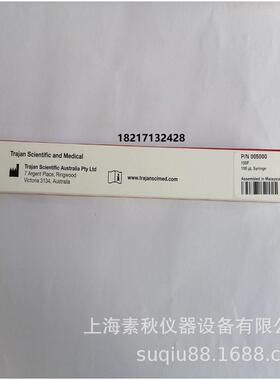 18217132428
Trajan Scientific and Medical
Trajan Scientific Australia Pty Ltd
7 Argent Place, Ringwood
Victoria 3134, Australia
www.trajanscimed.com
P/N 005000
100F
100 µL Syringe
Assembled in Malaysia
上海素秋仪器设备有限公司
suqiu88.1688.com